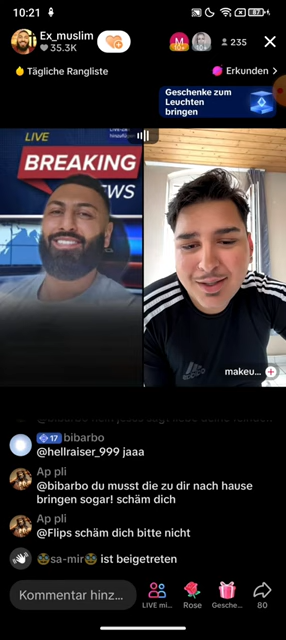 10:21
87
Ex_muslim
35.3K
235
Tägliche Rangliste
Erkunden >
Geschenke zum
Leuchten
bringen
LIVE
BREAKING
NEWS
adidas
makeu...
17 bibarbo
@hellraiser_999 jaaa
Ap pli
@bibarbo du musst die zu dir nach hause
bringen sogar! schäm dich
Ap pli
@Flips schäm dich bitte nicht
sa-mir ist beigetreten
Kommentar hinz...
LIVE mi...
Rose
Gesche...
80